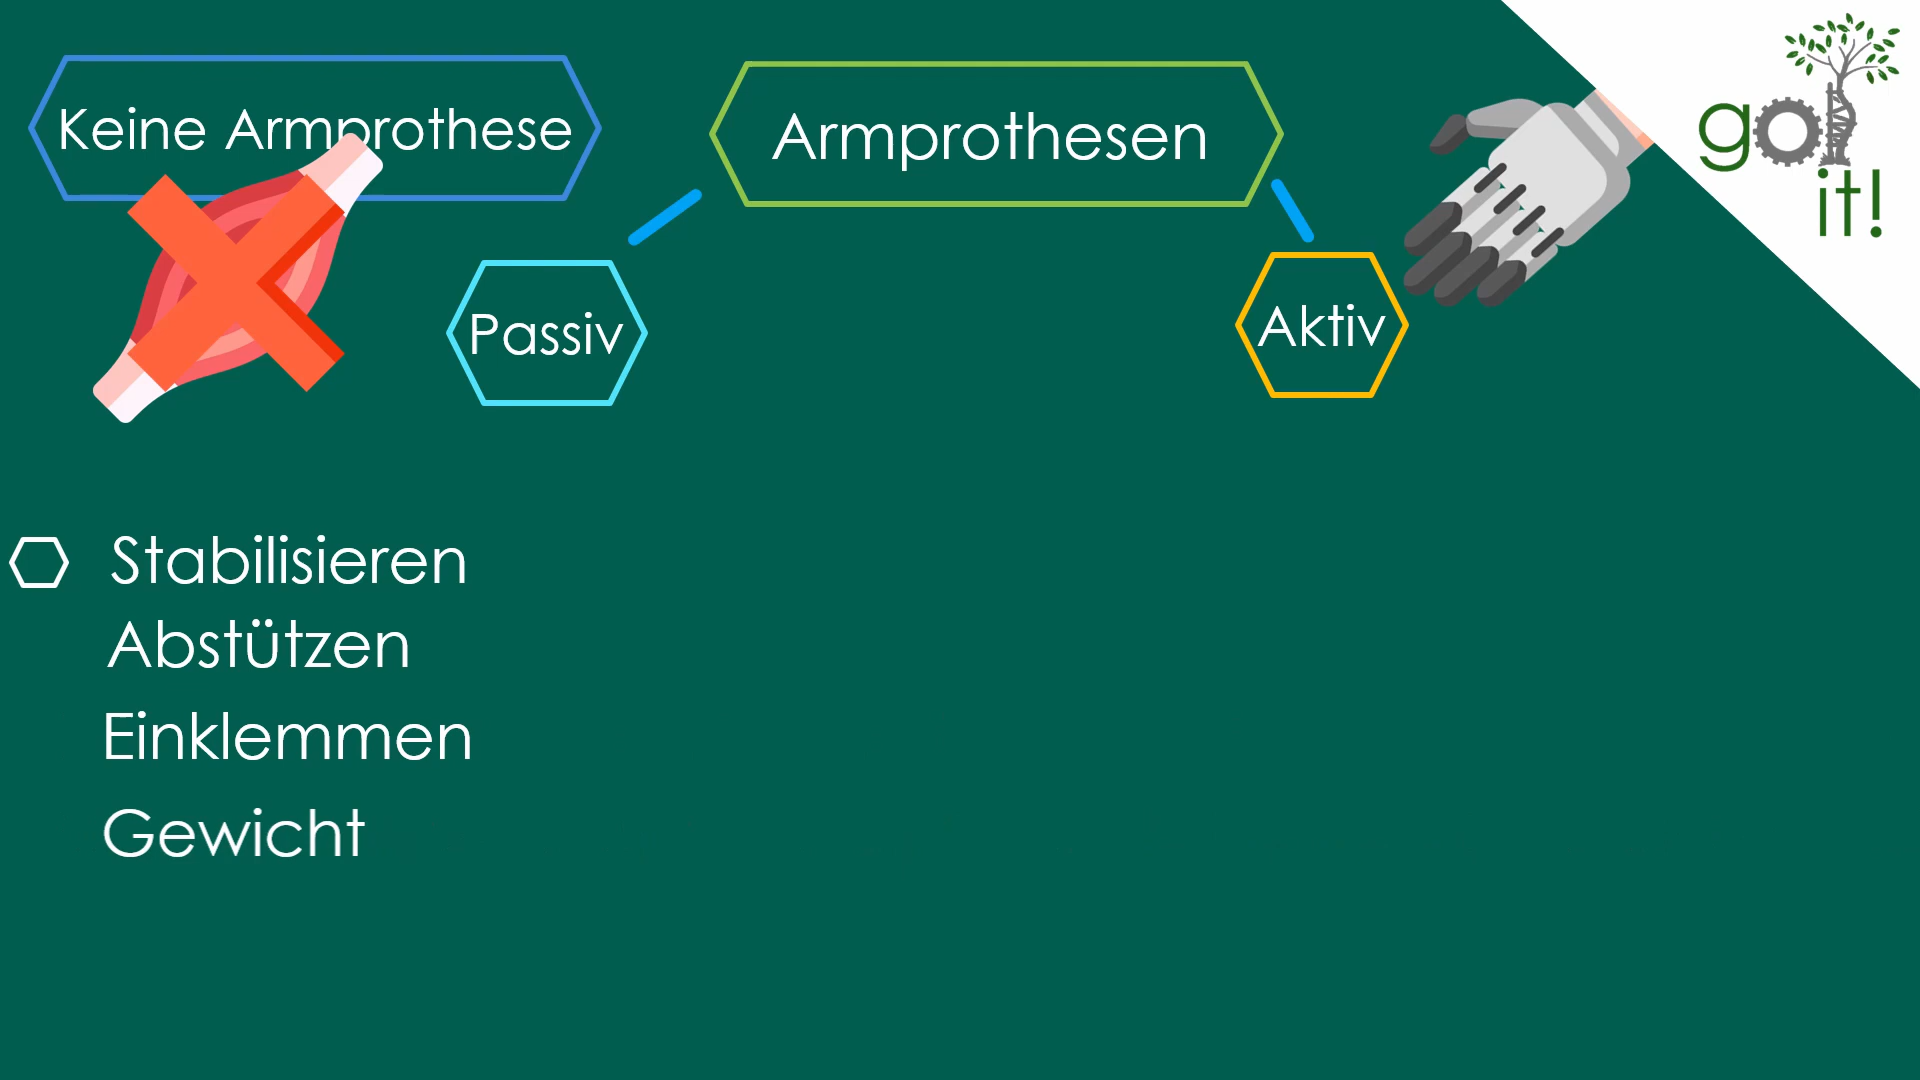 Keine Armprothese
Armprothesen
Passiv
Aktiv
go it!
Stabilisieren
Abstützen
Einklemmen
Gewicht